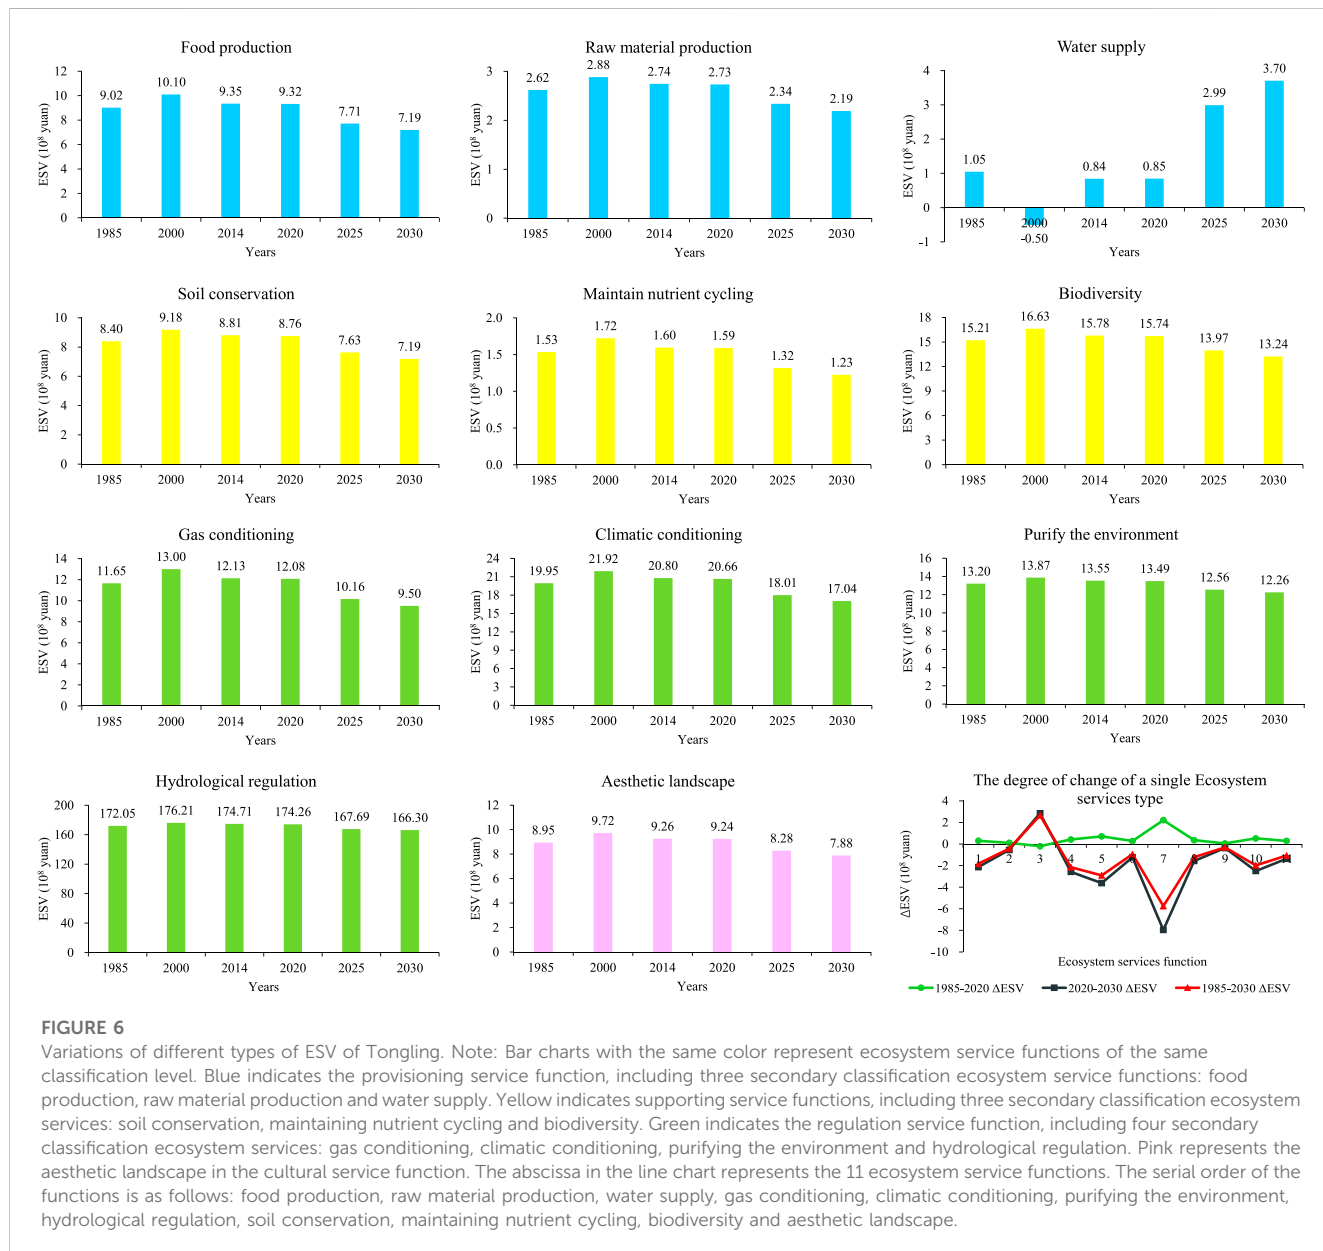 Food production
ESV (10⁸ yuan)
12
10
8
6
4
2
0
9.02
10.10
9.35
9.32
7.71
7.19
1985 2000 2014 2020 2025 2030
Years
Raw material production
ESV (10⁸ yuan)
3
2
1
0
2.62
2.88
2.74
2.73
2.34
2.19
1985 2000 2014 2020 2025 2030
Years
Water supply
ESV (10⁸ yuan)
4
3
2
1
0
-1
1.05
-0.50
0.84
0.85
2.99
3.70
1985 2000 2014 2020 2025 2030
Years
Soil conservation
ESV (10⁸ yuan)
10
8
6
4
2
0
8.40
9.18
8.81
8.76
7.63
7.19
1985 2000 2014 2020 2025 2030
Years
Maintain nutrient cycling
ESV (10⁸ yuan)
2.0
1.5
1.0
0.5
0.0
1.53
1.72
1.60
1.59
1.32
1.23
1985 2000 2014 2020 2025 2030
Years
Biodiversity
ESV (10⁸ yuan)
18
15
12
9
6
3
0
15.21
16.63
15.78
15.74
13.97
13.24
1985 2000 2014 2020 2025 2030
Years
Gas conditioning
ESV (10⁸ yuan)
14
12
10
8
6
4
2
0
11.65
13.00
12.13
12.08
10.16
9.50
1985 2000 2014 2020 2025 2030
Years
Climatic conditioning
ESV (10⁸ yuan)
24
21
18
15
12
9
6
3
0
19.95
21.92
20.80
20.66
18.01
17.04
1985 2000 2014 2020 2025 2030
Years
Purify the environment
ESV (10⁸ yuan)
16
14
12
10
8
6
4
2
0
13.20
13.87
13.55
13.49
12.56
12.26
1985 2000 2014 2020 2025 2030
Years
Hydrological regulation
ESV (10⁸ yuan)
200
160
120
80
40
0
172.05
176.21
174.71
174.26
167.69
166.30
1985 2000 2014 2020 2025 2030
Years
Aesthetic landscape
ESV (10⁸ yuan)
12
10
8
6
4
2
0
8.95
9.72
9.26
9.24
8.28
7.88
1985 2000 2014 2020 2025 2030
Years
The degree of change of a single Ecosystem
services type
ΔESV (10⁸ yuan)
4
2
0
-2
-4
-6
-8
-10
1 2 3 4 5 7 9 10
Ecosystem services function
1985-2020 ΔESV 2020-2030 ΔESV 1985-2030 ΔESV
FIGURE 6
Variations of different types of ESV of Tongling. Note: Bar charts with the same color represent ecosystem service functions of the same
classification level. Blue indicates the provisioning service function, including three secondary classification ecosystem service functions: food
production, raw material production and water supply. Yellow indicates supporting service functions, including three secondary classification ecosystem
services: soil conservation, maintaining nutrient cycling and biodiversity. Green indicates the regulation service function, including four secondary
classification ecosystem services: gas conditioning, climatic conditioning, purifying the environment and hydrological regulation. Pink represents the
aesthetic landscape in the cultural service function. The abscissa in the line chart represents the 11 ecosystem service functions. The serial order of the
functions is as follows: food production, raw material production, water supply, gas conditioning, climatic conditioning, purifying the environment,
hydrological regulation, soil conservation, maintaining nutrient cycling, biodiversity and aesthetic landscape.